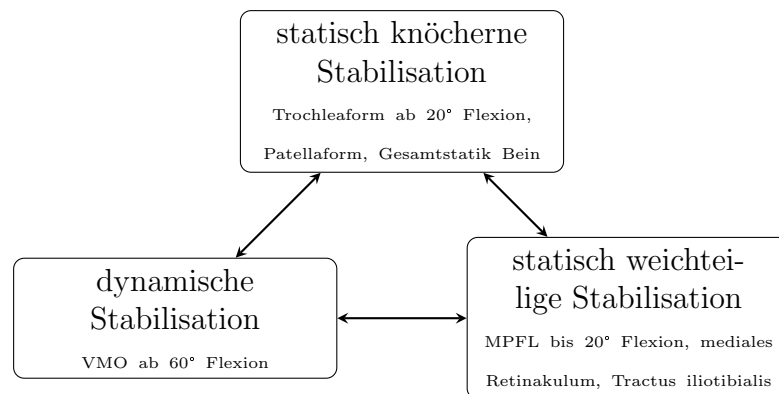 statisch knöcherne
Stabilisation
Trochleaform ab 20° Flexion,
Patellaform, Gesamtstatik Bein
dynamische
Stabilisation
VMO ab 60° Flexion
statisch weichtei-
lige Stabilisation
MPFL bis 20° Flexion, mediales
Retinakulum, Tractus iliotibialis